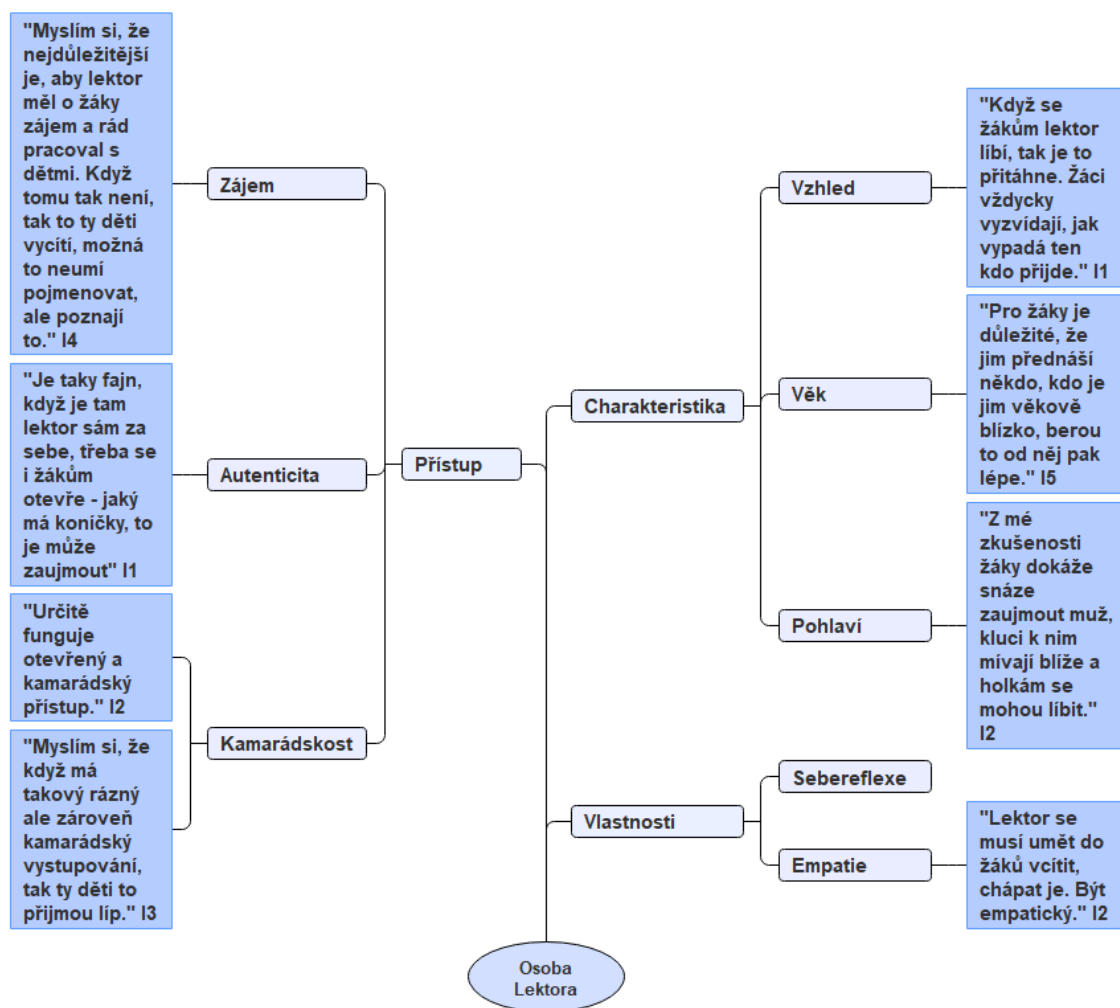 "Myslím si, že
nejdůležitější
je, aby lektor
měl o žáky
zájem a rád
pracoval s
dětmi. Když
tomu tak není,
tak to ty děti
vycítí, možná
to neumí
pojmenovat,
ale poznají
to." I4
"Je taky fajn,
když je tam
lektor sám za
sebe, třeba se
i žákům
otevře - jaký
má koníčky, to
je může
zaujmout" I1
"Určitě
funguje
otevřený a
kamarádský
přístup." I2
"Myslím si, že
když má
takový rázný
ale zároveň
kamarádský
vystupování,
tak ty děti to
přijmou líp." I3
Zájem
Autenticita
Kamarádskost
Přístup
Charakteristika
Vlastnosti
Osoba
Lektora
Vzhled
Věk
Pohlaví
Sebereflexe
Empatie
"Když se
žákům lektor
líbí, tak je to
přitáhne. Žáci
vždycky
vyzvídají, jak
vypadá ten
kdo přijde." I1
"Pro žáky je
důležité, že
jim přednáší
někdo, kdo je
jim věkově
blízko, berou
to od něj pak
lépe." I5
"Z mé
zkušenosti
žáky dokáže
snáze
zaujmout muž,
kluci k nim
mívají blíže a
holkám se
mohou líbit."
I2
"Lektor se
musí umět do
žáků vcítit,
chápat je. Být
empatický." I2